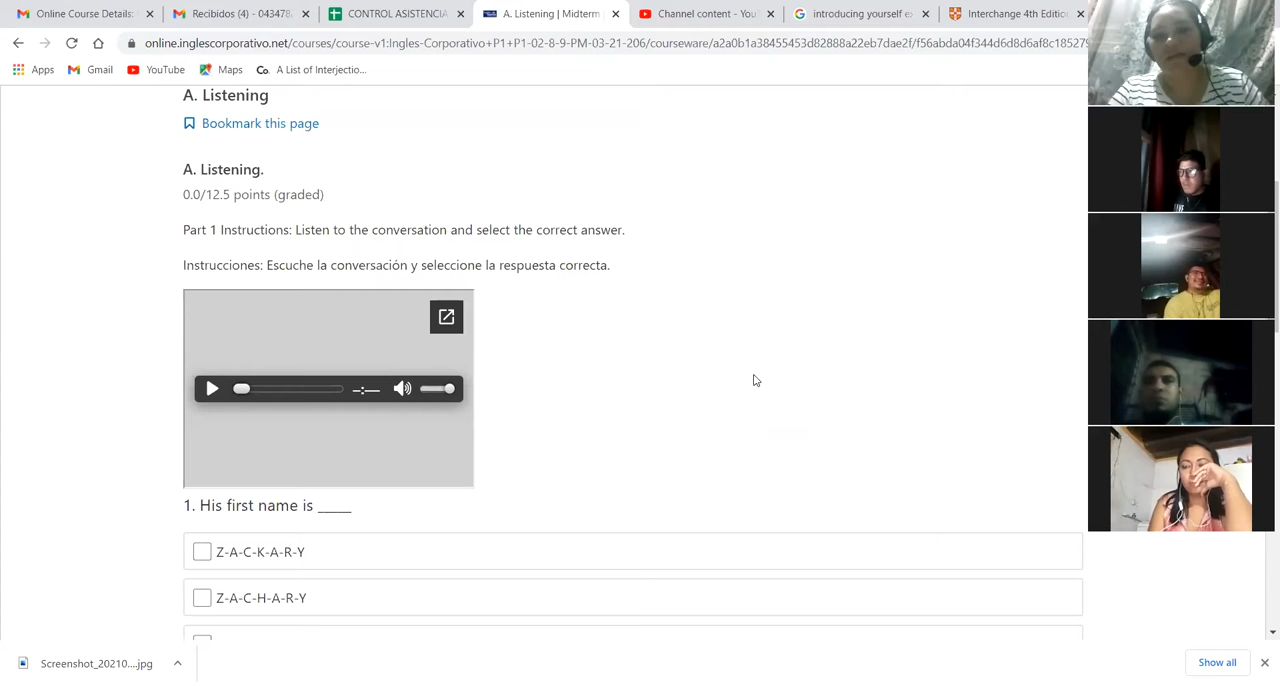 Online Course Details:
Recibidos (6) - 043478
CONTROL ASISTENCIA
A. Listening | Midterm
Channel content - You
introducing yourself e
Interchange 4th Editio
online.inglescorporativo.net/courses/course-v1:Ingles-Corporativo+P1+P1-02-8-9-PM-03-21-206/courseware/a2a0b1a38455453d82888a22eb7dae2f/f56abda04f344d6d8d6af8c185279
Apps
Gmail
YouTube
Maps
Co.
A List of Interjectio...
A. Listening
Bookmark this page
A. Listening.
0.0/12.5 points (graded)
Part 1 Instructions: Listen to the conversation and select the correct answer.
Instrucciones: Escuche la conversación y seleccione la respuesta correcta.
-:--
1. His first name is _____
Z-A-C-K-A-R-Y
Z-A-C-H-A-R-Y
Screenshot_20210....jpg
Show all